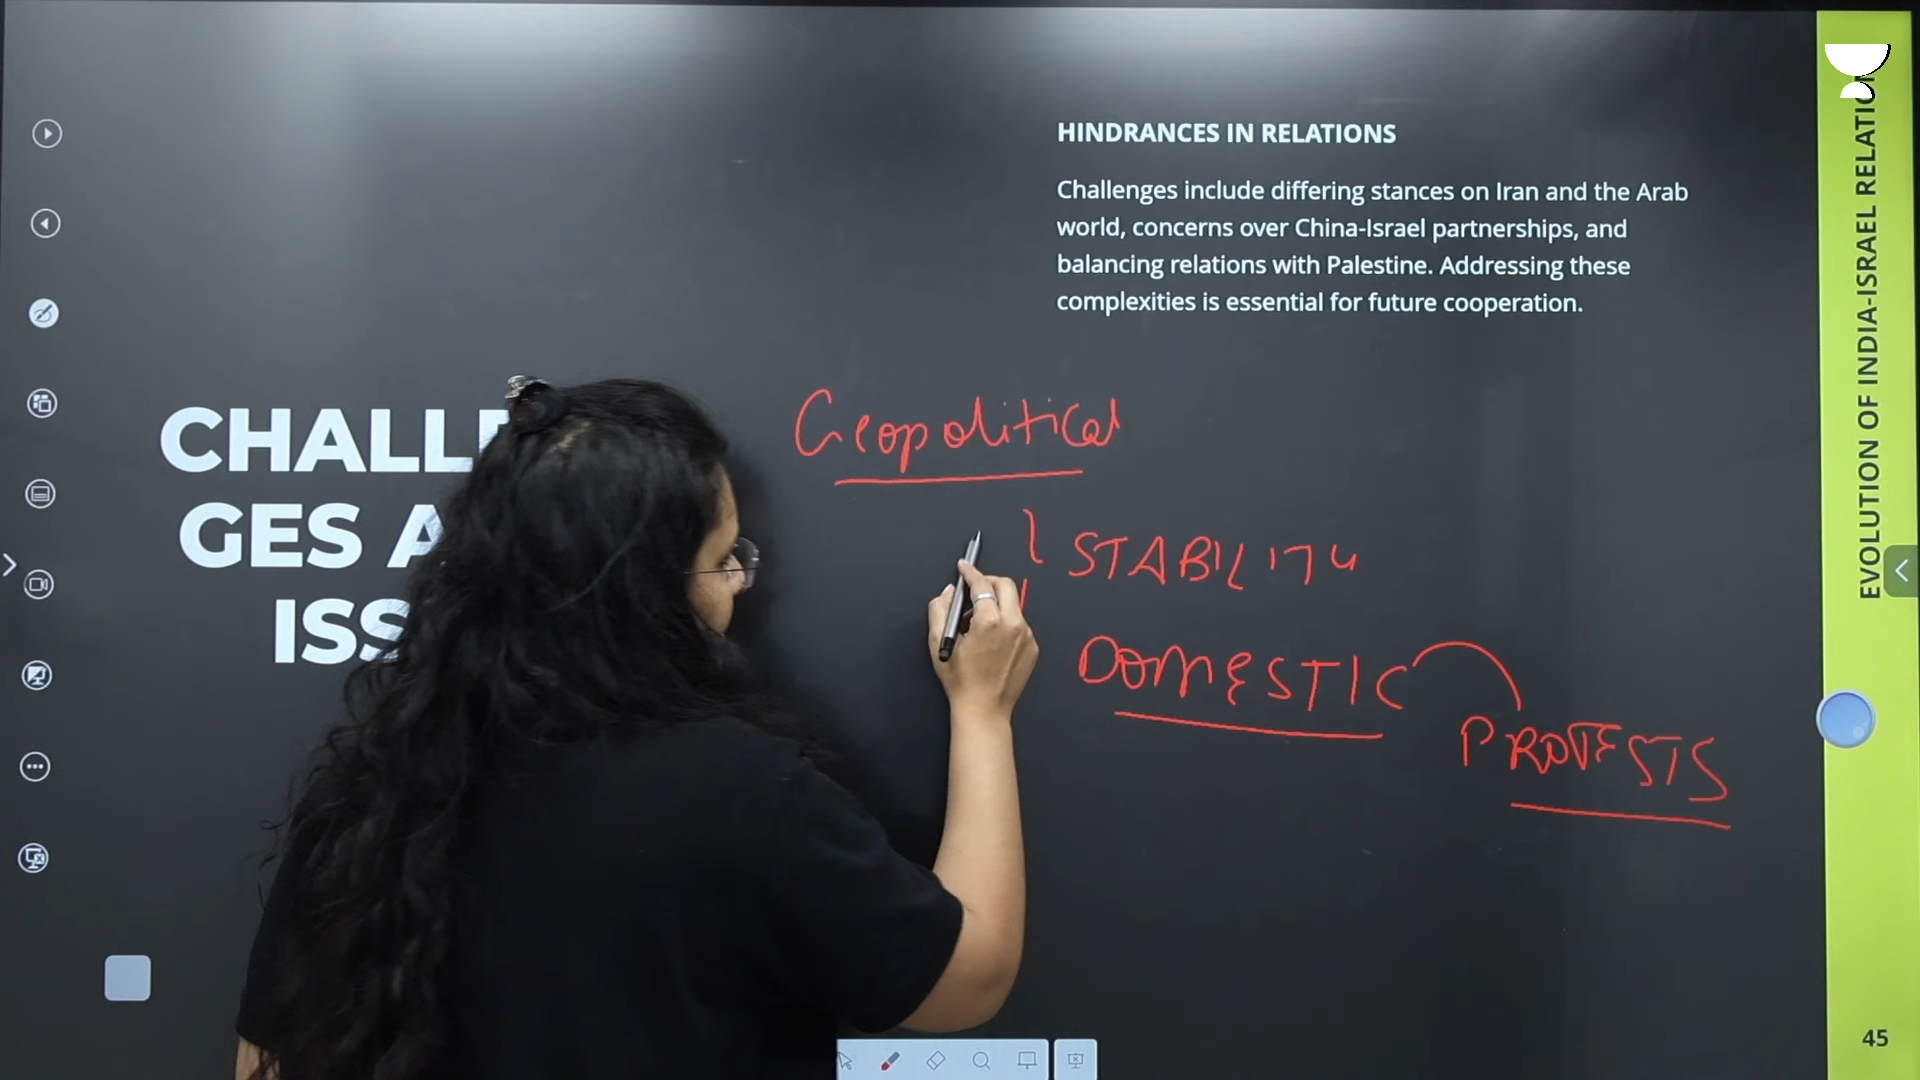 HINDRANCES IN RELATIONS
Challenges include differing stances on Iran and the Arab
world, concerns over China-Israel partnerships, and
balancing relations with Palestine. Addressing these
complexities is essential for future cooperation.
CHALL
GES A
ISS
Geopolitical
STABILITY
DOMESTIC
PROTESTS
EVOLUTION OF INDIA-ISRAEL RELATION
45